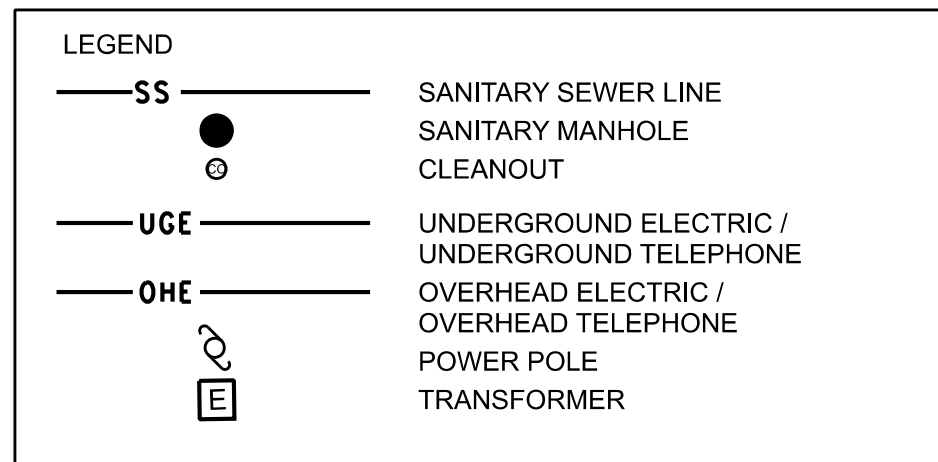 LEGEND
SS SANITARY SEWER LINE
SANITARY MANHOLE
CO CLEANOUT
UGE UNDERGROUND ELECTRIC /
UNDERGROUND TELEPHONE
OHE OVERHEAD ELECTRIC /
OVERHEAD TELEPHONE
POWER POLE
E TRANSFORMER